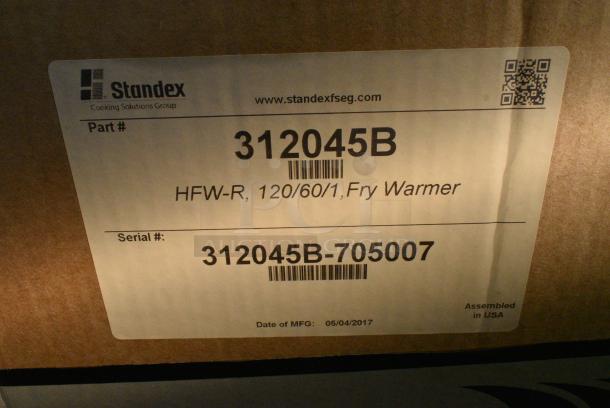 Standex
Cooking Solutions Group
www.standexfseg.com
Part #
312045B
HFW-R, 120/60/1, Fry Warmer
Serial #:
312045B-705007
Date of MFG: 05/04/2017
Assembled
in USA